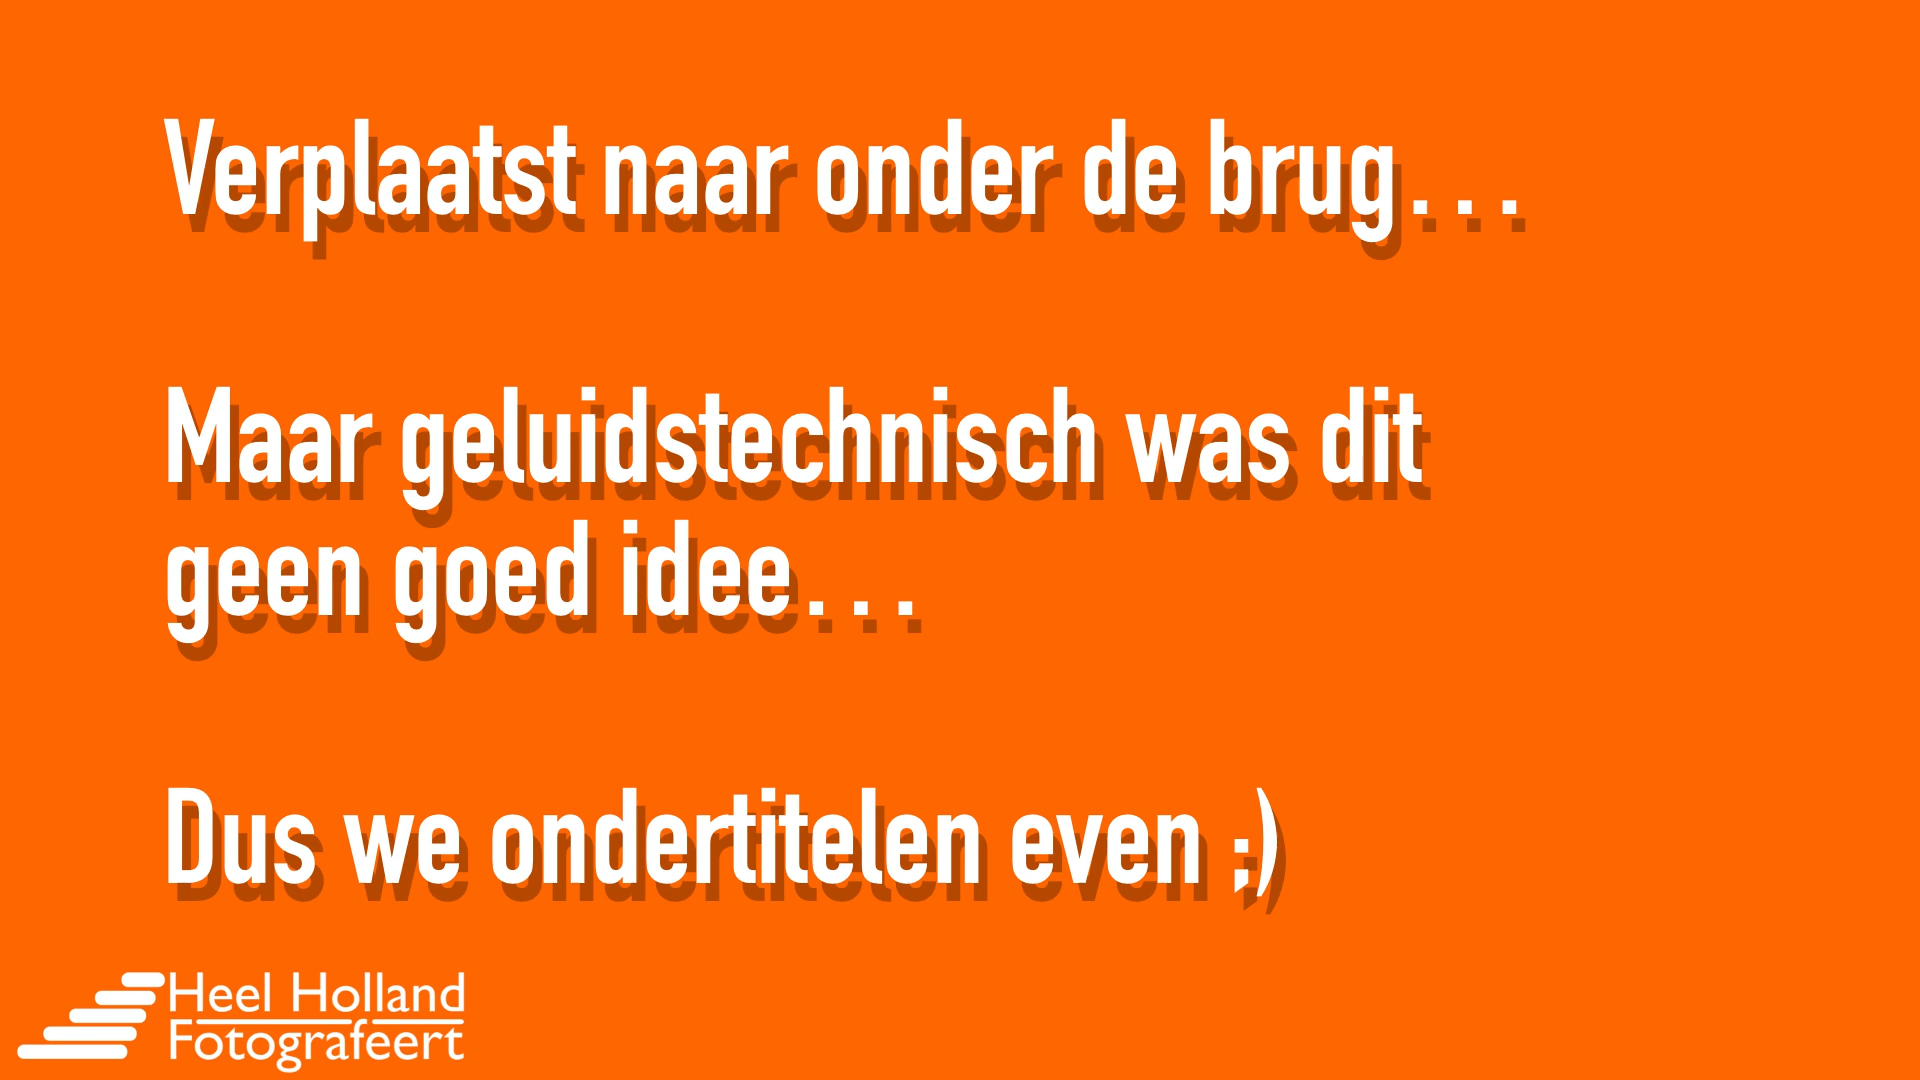 Verplaatst naar onder de brug...
Maar geluidstechnisch was dit
geen goed idee...
Dus we ondertitelen even ;)
Heel Holland
Fotografeert